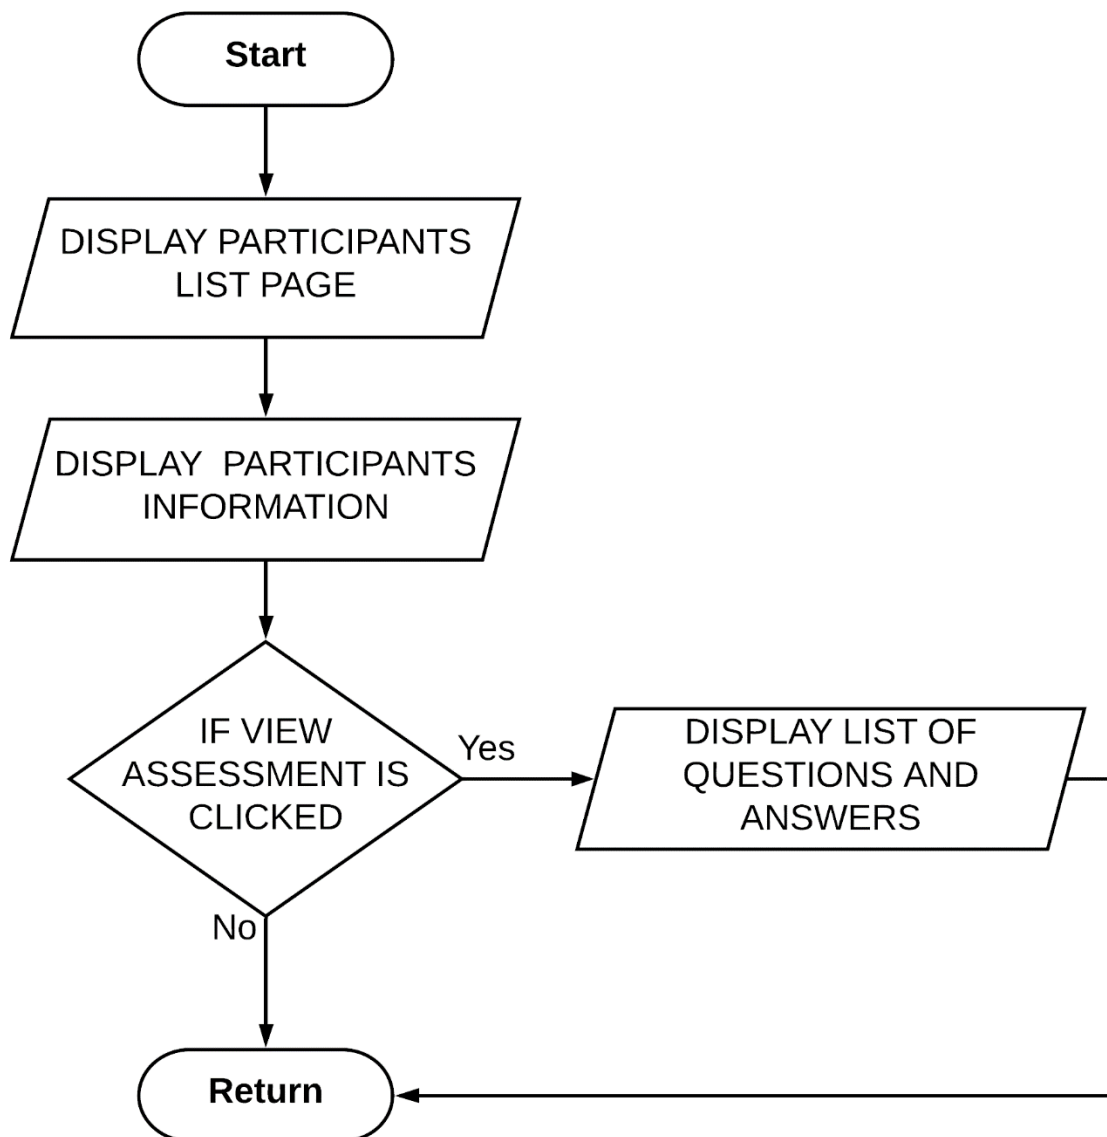 Start
DISPLAY PARTICIPANTS
LIST PAGE
DISPLAY  PARTICIPANTS
INFORMATION
IF VIEW
ASSESSMENT IS
CLICKED
Yes
DISPLAY LIST OF
QUESTIONS AND
ANSWERS
No
Return